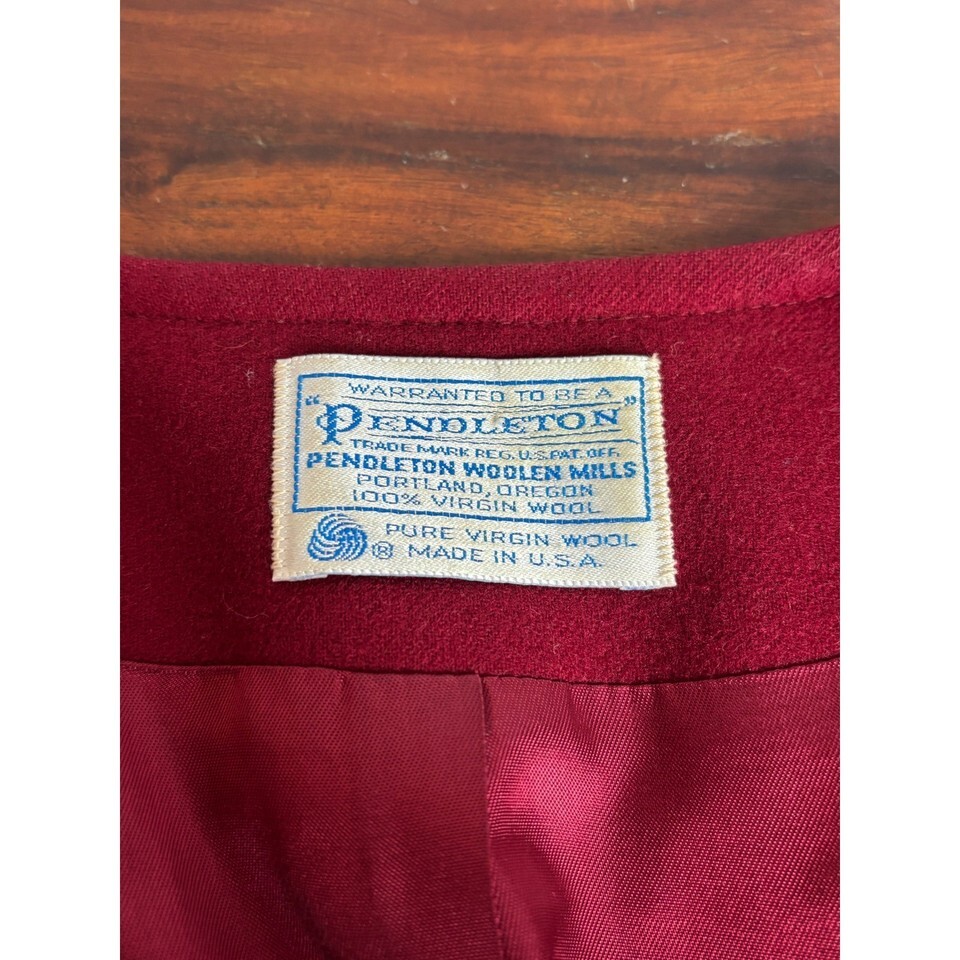 WARRANTED TO BE A
"PENDLETON"
TRADE MARK REG. U.S. PAT. OFF.
PENDLETON WOOLEN MILLS
PORTLAND, OREGON
100% VIRGIN WOOL
® PURE VIRGIN WOOL
MADE IN U.S.A.